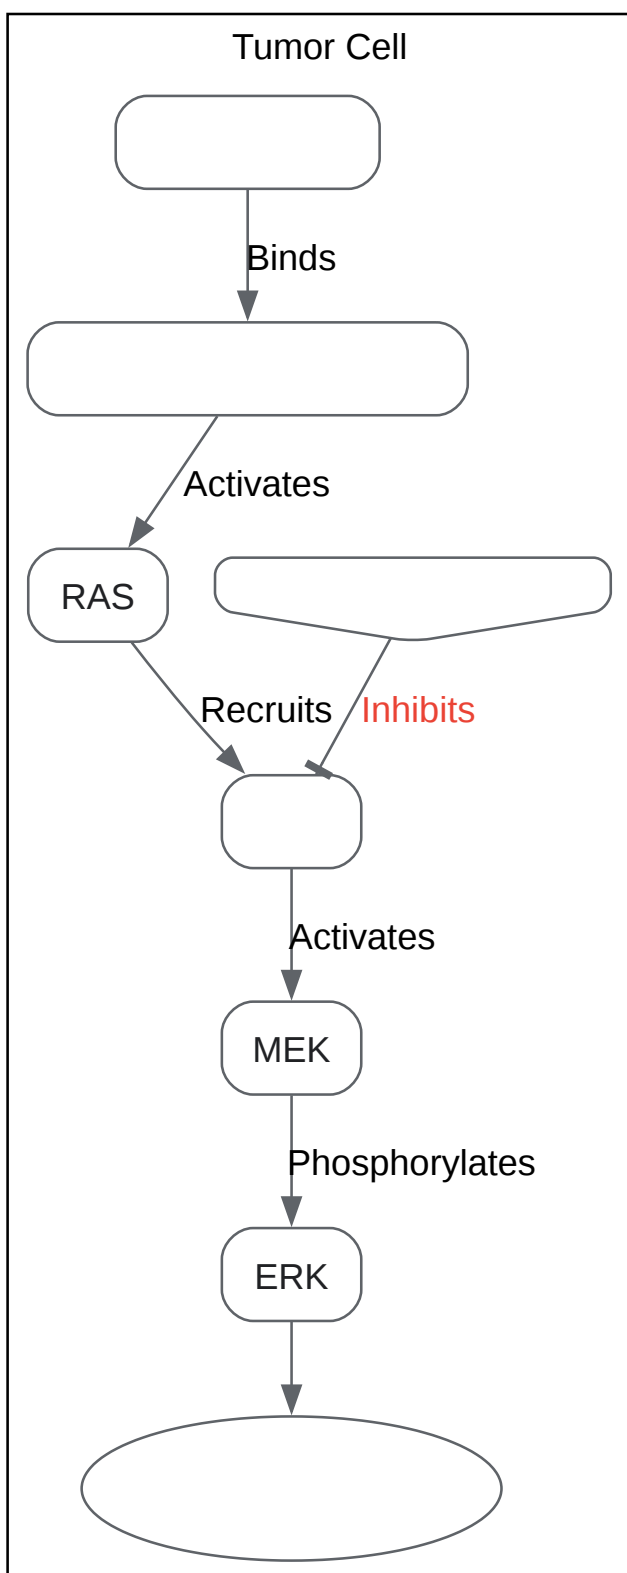 Tumor Cell
Binds
Activates
RAS
Recruits
Inhibits
Activates
MEK
Phosphorylates
ERK